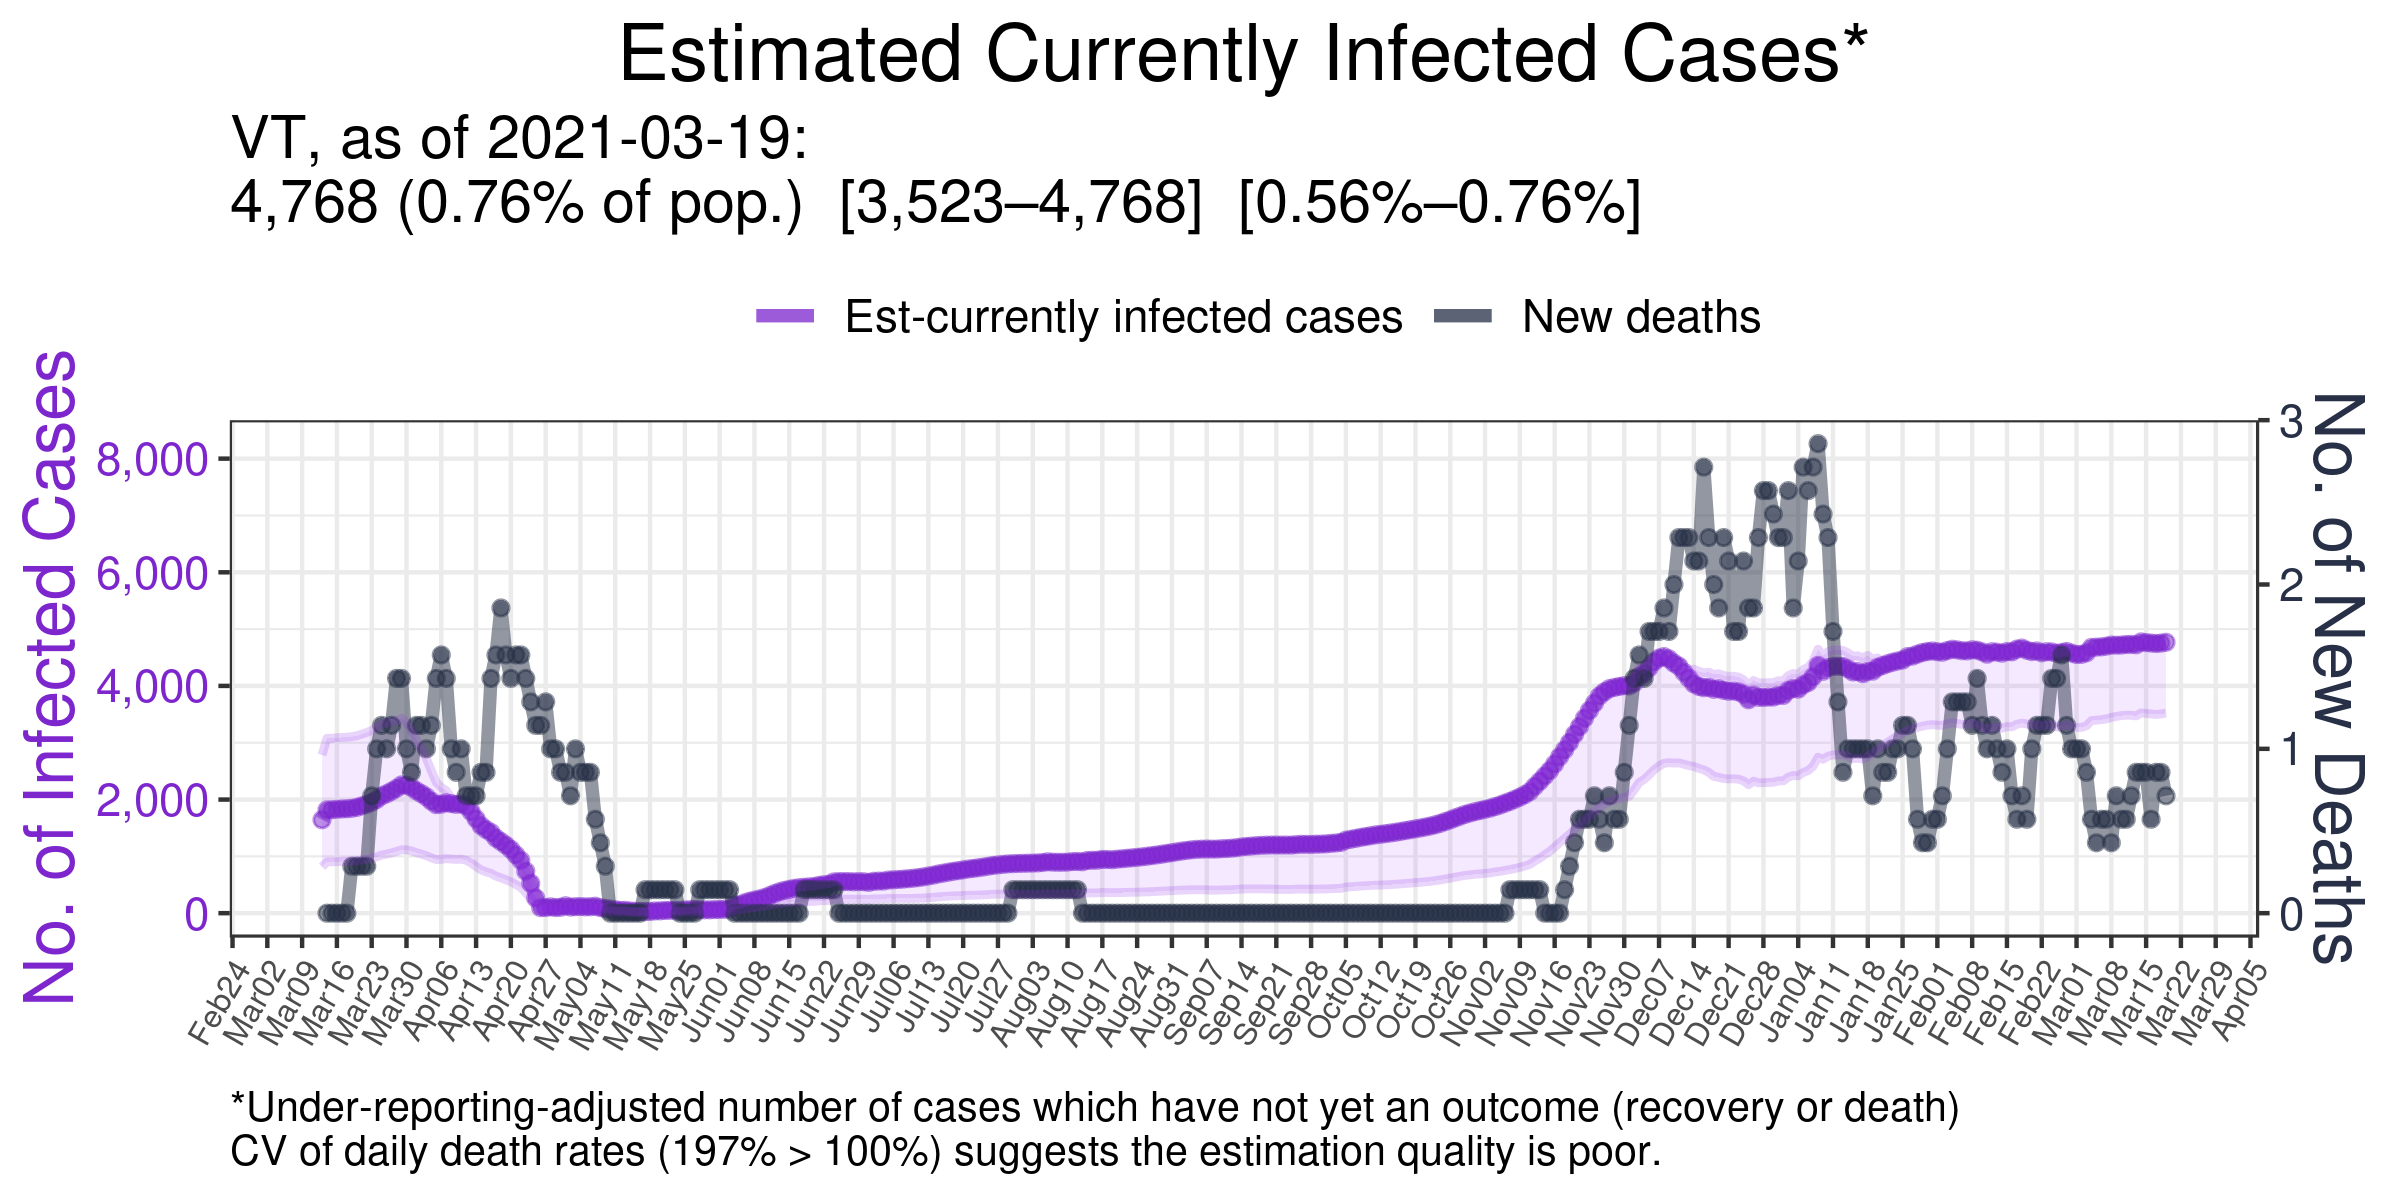 Estimated Currently Infected Cases*
VT, as of 2021-03-19:
4,768 (0.76% of pop.) [3,523–4,768] [0.56%–0.76%]
Est-currently infected cases
New deaths
No. of Infected Cases
8,000
6,000
4,000
2,000
0
3
2
1
0
No. of New Deaths
Feb24
Mar02
Mar09
Mar16
Mar23
Mar30
Apr06
Apr13
Apr20
Apr27
May04
May11
May18
May25
Jun01
Jun08
Jun15
Jun22
Jun29
Jul06
Jul13
Jul20
Jul27
Aug03
Aug10
Aug17
Aug24
Aug31
Sep07
Sep14
Sep21
Sep28
Oct05
Oct12
Oct19
Oct26
Nov02
Nov09
Nov16
Nov23
Nov30
Dec07
Dec14
Dec21
Dec28
Jan04
Jan11
Jan18
Jan25
Feb01
Feb08
Feb15
Feb22
Mar01
Mar08
Mar15
Mar22
Mar29
Apr05
*Under-reporting-adjusted number of cases which have not yet an outcome (recovery or death)
CV of daily death rates (197% > 100%) suggests the estimation quality is poor.